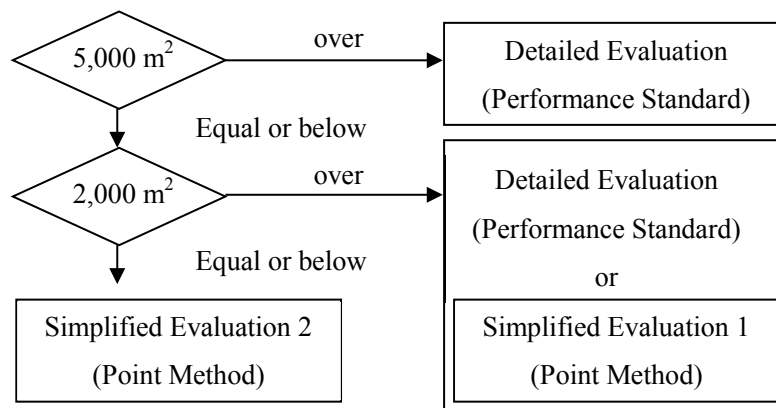 5,000 m²
over
Detailed Evaluation
(Performance Standard)
Equal or below
2,000 m²
over
Detailed Evaluation
(Performance Standard)
or
Simplified Evaluation 1
(Point Method)
Equal or below
Simplified Evaluation 2
(Point Method)